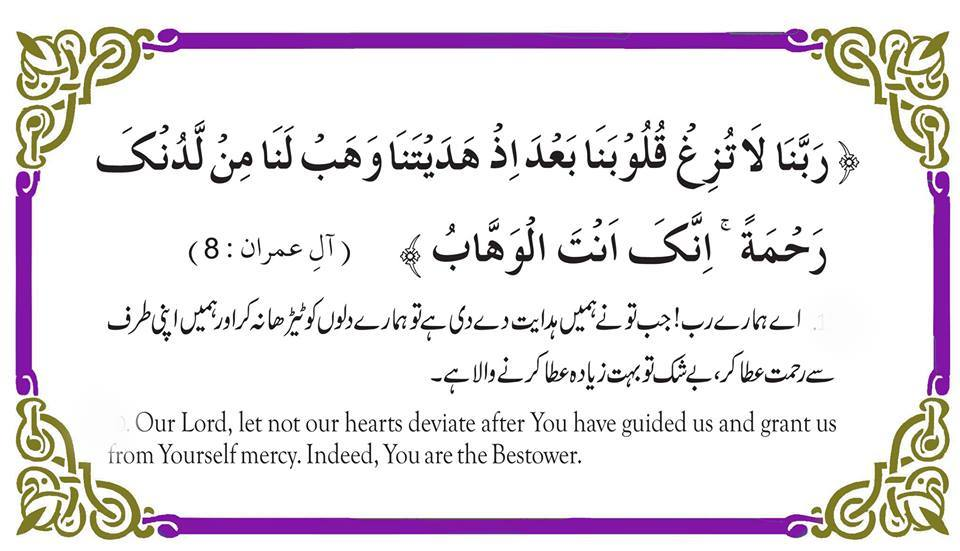 ﴿ رَبَّنَا لَا تُزِغْ قُلُوْبَنَا بَعْدَ اِذْ هَدَيْتَنَا وَهَبْ لَنَا مِنْ لَّدُنْکَ
رَحْمَةً ۚ اِنَّکَ اَنْتَ الْوَهَّابُ ﴾ ( آلِ عمران : 8 )
اے ہمارے رب! جب تو نے ہمیں ہدایت دے دی ہے تو ہمارے دلوں کو ٹیڑھا نہ کر اور ہمیں اپنی طرف
سے رحمت عطا کر، بے شک تو بہت زیادہ عطا کرنے والا ہے۔
Our Lord, let not our hearts deviate after You have guided us and grant us
from Yourself mercy. Indeed, You are the Bestower.